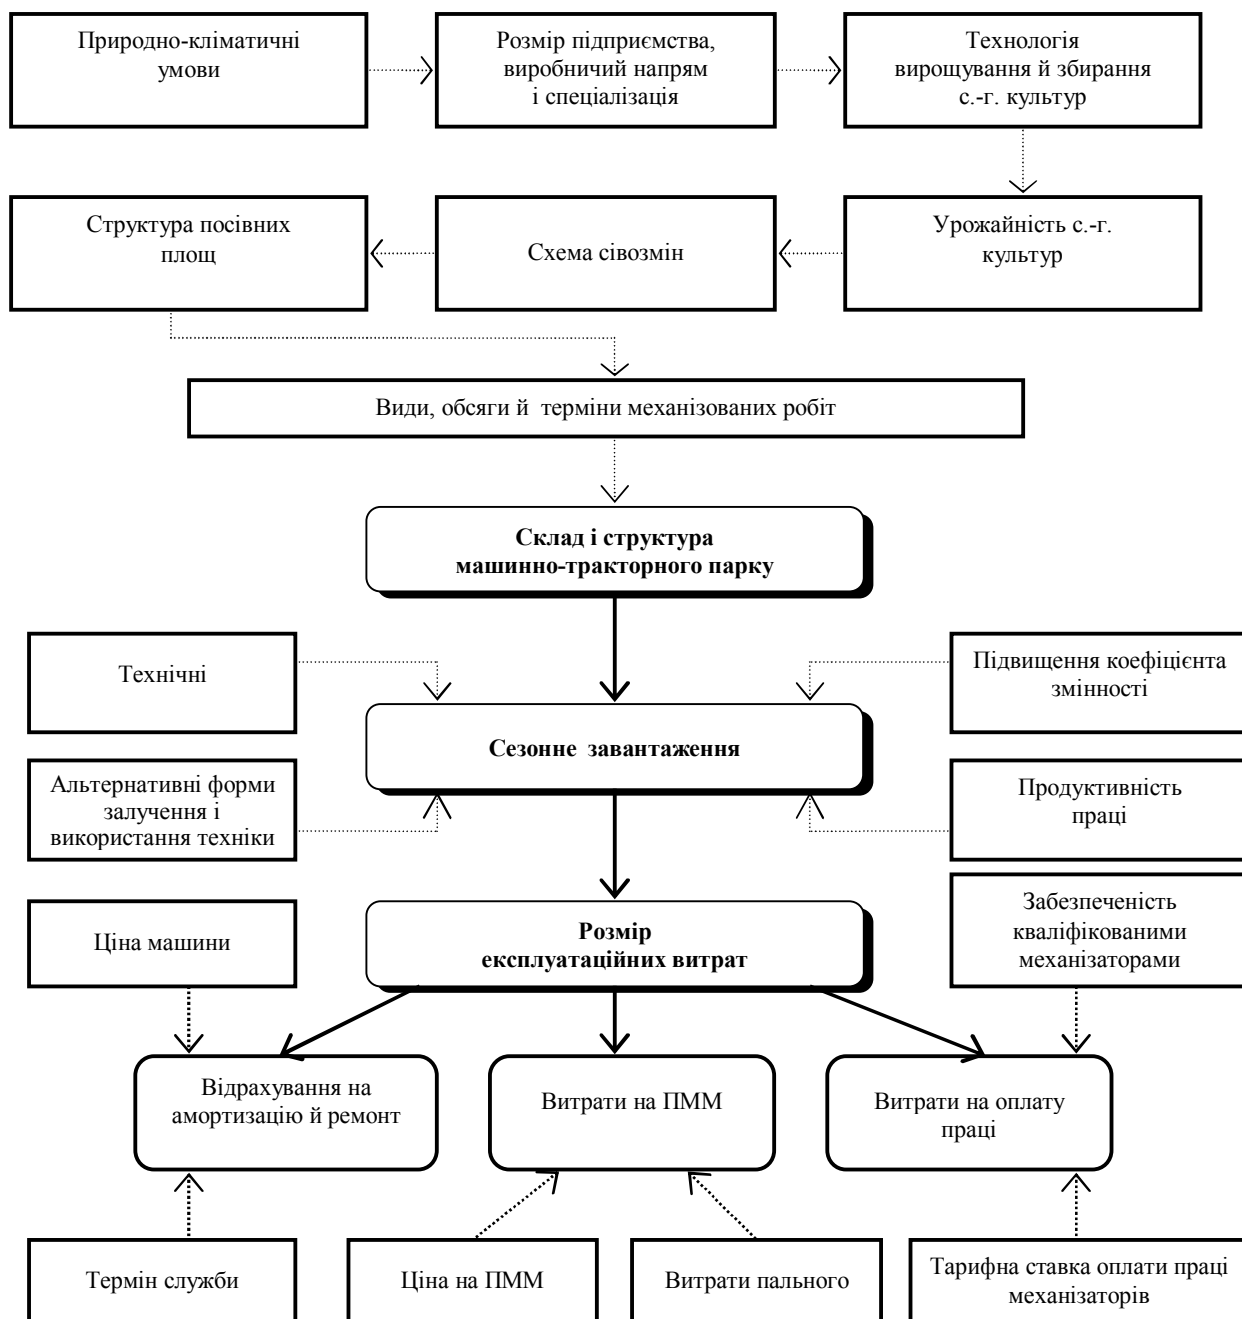 Природно-кліматичні
умови
Розмір підприємства,
виробничий напрям
і спеціалізація
Технологія
вирощування й збирання
с.-г. культур
Структура посівних
площ
Схема сівозмін
Урожайність с.-г.
культур
Види, обсяги й терміни механізованих робіт
Склад і структура
машинно-тракторного парку
Технічні
Підвищення коефіцієнта
змінності
Сезонне завантаження
Альтернативні форми
залучення і
використання техніки
Продуктивність
праці
Ціна машини
Розмір
експлуатаційних витрат
Забезпеченість
кваліфікованими
механізаторами
Відрахування на
амортизацію й ремонт
Витрати на ПММ
Витрати на оплату
праці
Термін служби
Ціна на ПММ
Витрати пального
Тарифна ставка оплати праці
механізаторів